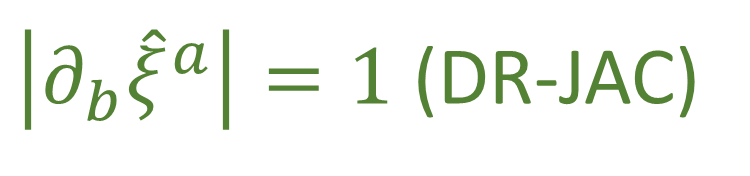 |∂_b ξ̂^a| = 1 (DR-JAC)